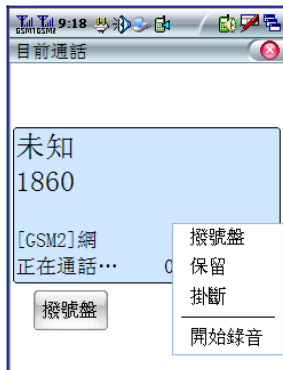 GSM1 GSM2 9:18
目前通話
未知
1860
[GSM2]網
正在通話… 0
撥號盤
撥號盤
保留
掛斷
開始錄音